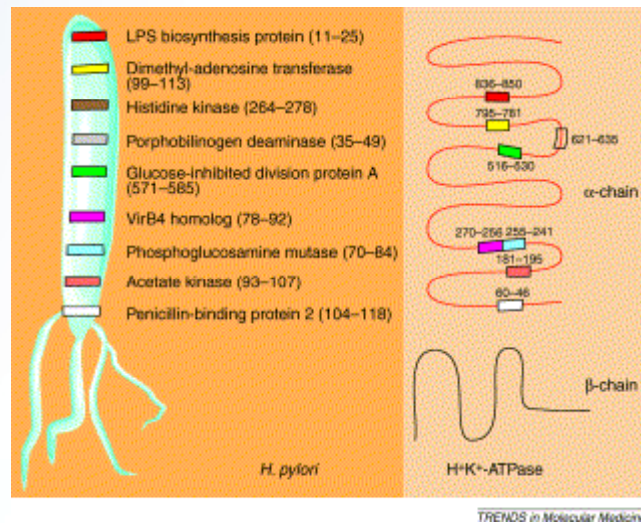 LPS biosynthesis protein (11–25)
Dimethyl-adenosine transferase
(99–113)
Histidine kinase (264–278)
Porphobilinogen deaminase (35–49)
Glucose-inhibited division protein A
(571–585)
VirB4 homolog (78–92)
Phosphoglucosamine mutase (70–84)
Acetate kinase (93–107)
Penicillin-binding protein 2 (104–118)
H. pylori
836–850
795–781
621–635
516–530
α-chain
270–256 255–241
181–195
60–46
β-chain
H+K+-ATPase
TRENDS in Molecular Medicine